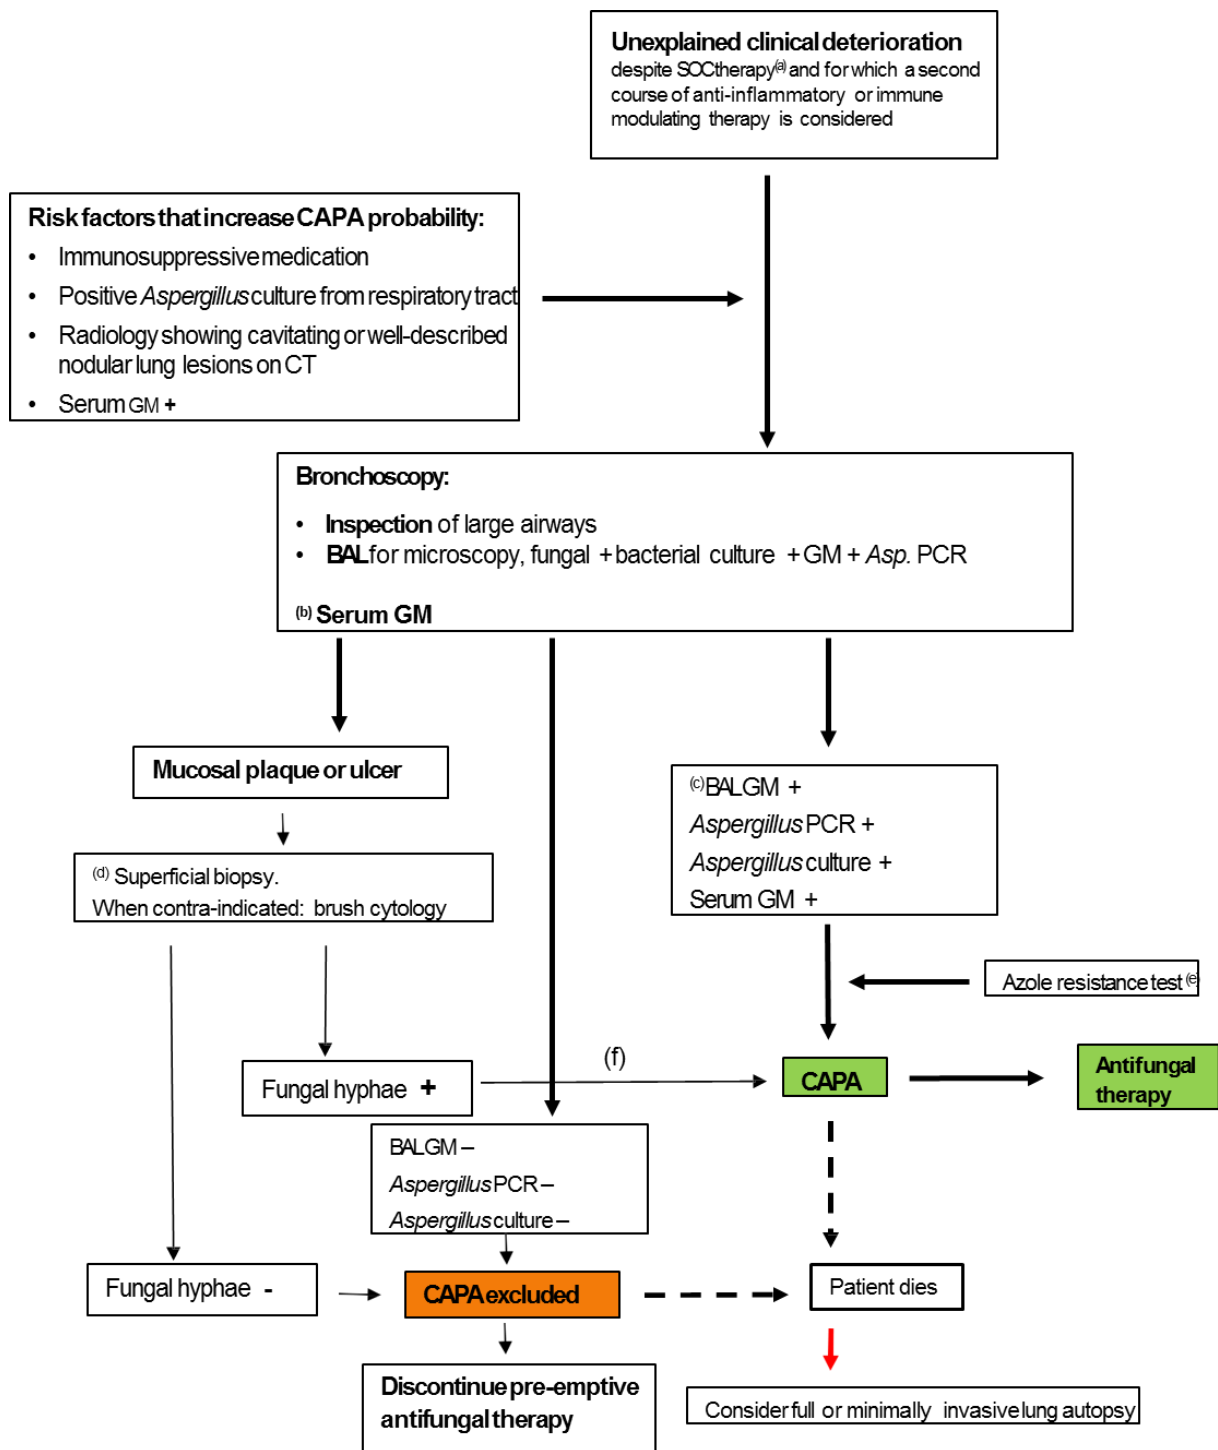 Unexplained clinical deterioration
despite SOCtherapy(a) and for which a second
course of anti-inflammatory or immune
modulating therapy is considered
Risk factors that increase CAPA probability:
• Immunosuppressive medication
• Positive Aspergillus culture from respiratory tract
• Radiology showing cavitating or well-described
nodular lung lesions on CT
• Serum GM +
Bronchoscopy:
• Inspection of large airways
• BAL for microscopy, fungal + bacterial culture + GM + Asp. PCR
(b) Serum GM
Mucosal plaque or ulcer
(c) BALGM +
Aspergillus PCR +
Aspergillus culture +
Serum GM +
(d) Superficial biopsy.
When contra-indicated: brush cytology
Azole resistance test (e)
Fungal hyphae +
(f)
CAPA
Antifungal
therapy
BALGM –
Aspergillus PCR –
Aspergillus culture –
Fungal hyphae -
CAPA excluded
Patient dies
Discontinue pre-emptive
antifungal therapy
Consider full or minimally invasive lung autopsy